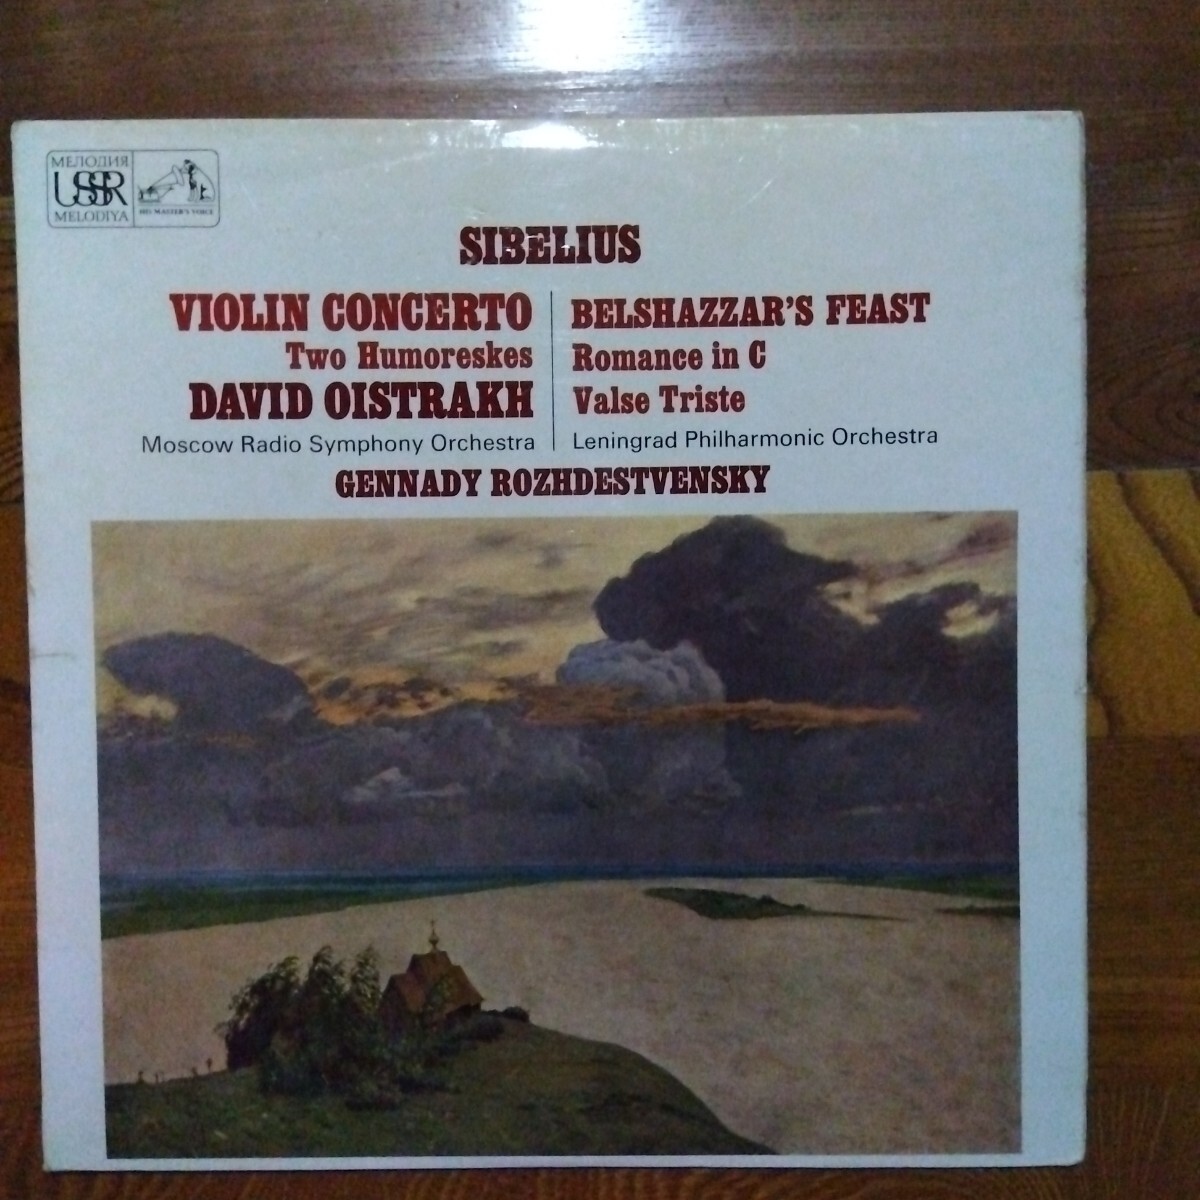 МЕЛОДИЯ
USSR
MELODIYA
HIS MASTER'S VOICE
SIBELIUS
VIOLIN CONCERTO
Two Humoreskes
DAVID OISTRAKH
Moscow Radio Symphony Orchestra
BELSHAZZAR'S FEAST
Romance in C
Valse Triste
Leningrad Philharmonic Orchestra
GENNADY ROZHDESTVENSKY